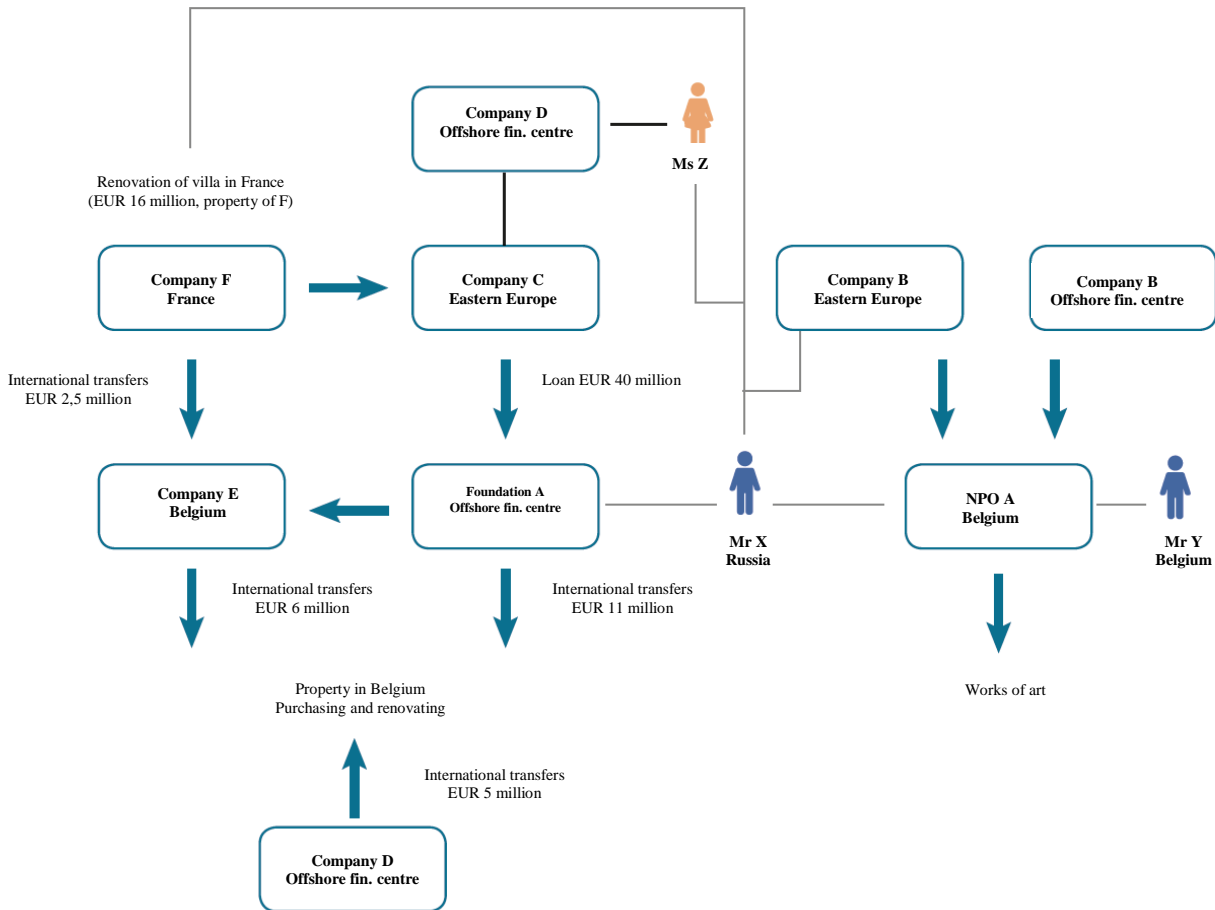 Company D
Offshore fin. centre
Ms Z
Renovation of villa in France
(EUR 16 million, property of F)
Company F
France
Company C
Eastern Europe
Company B
Eastern Europe
Company B
Offshore fin. centre
International transfers
EUR 2,5 million
Loan EUR 40 million
Company E
Belgium
Foundation A
Offshore fin. centre
Mr X
Russia
NPO A
Belgium
Mr Y
Belgium
International transfers
EUR 6 million
International transfers
EUR 11 million
Property in Belgium
Purchasing and renovating
Works of art
International transfers
EUR 5 million
Company D
Offshore fin. centre